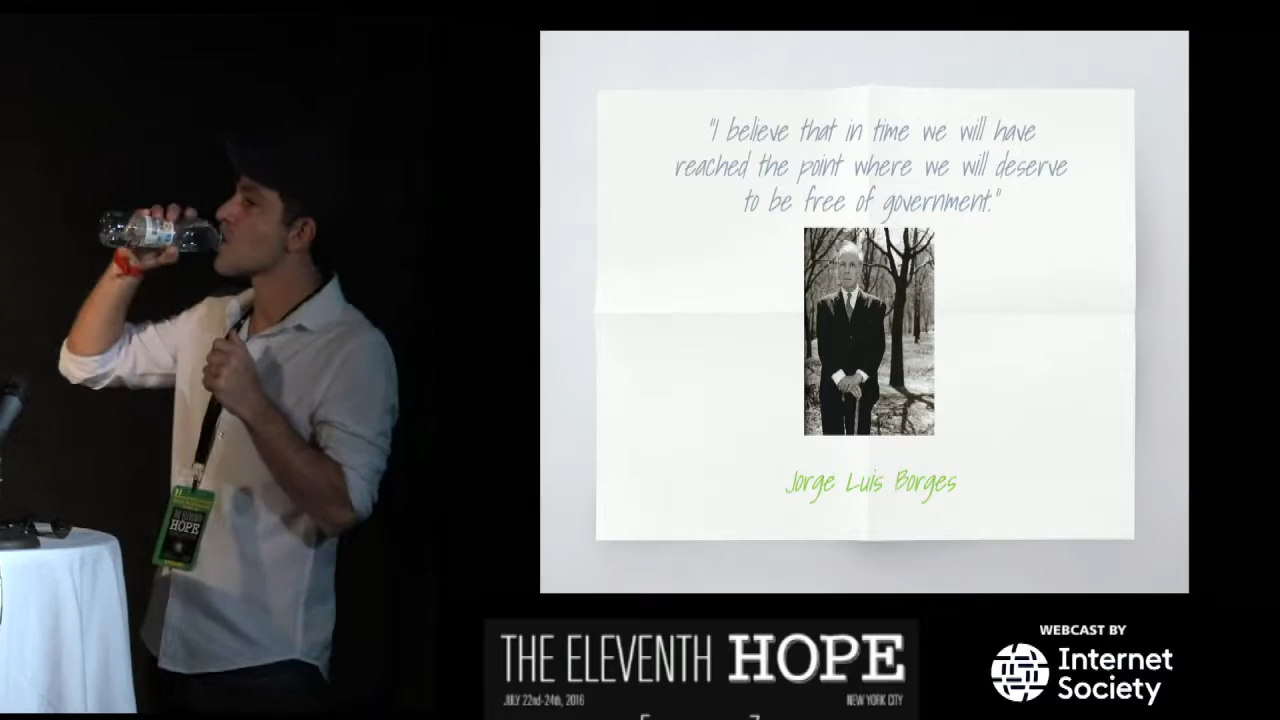 "I believe that in time we will have
reached the point where we will deserve
to be free of government."
Jorge Luis Borges
HOPE
THE ELEVENTH HOPE
JULY 22nd-24th, 2016
NEW YORK CITY
WEBCAST BY
Internet
Society